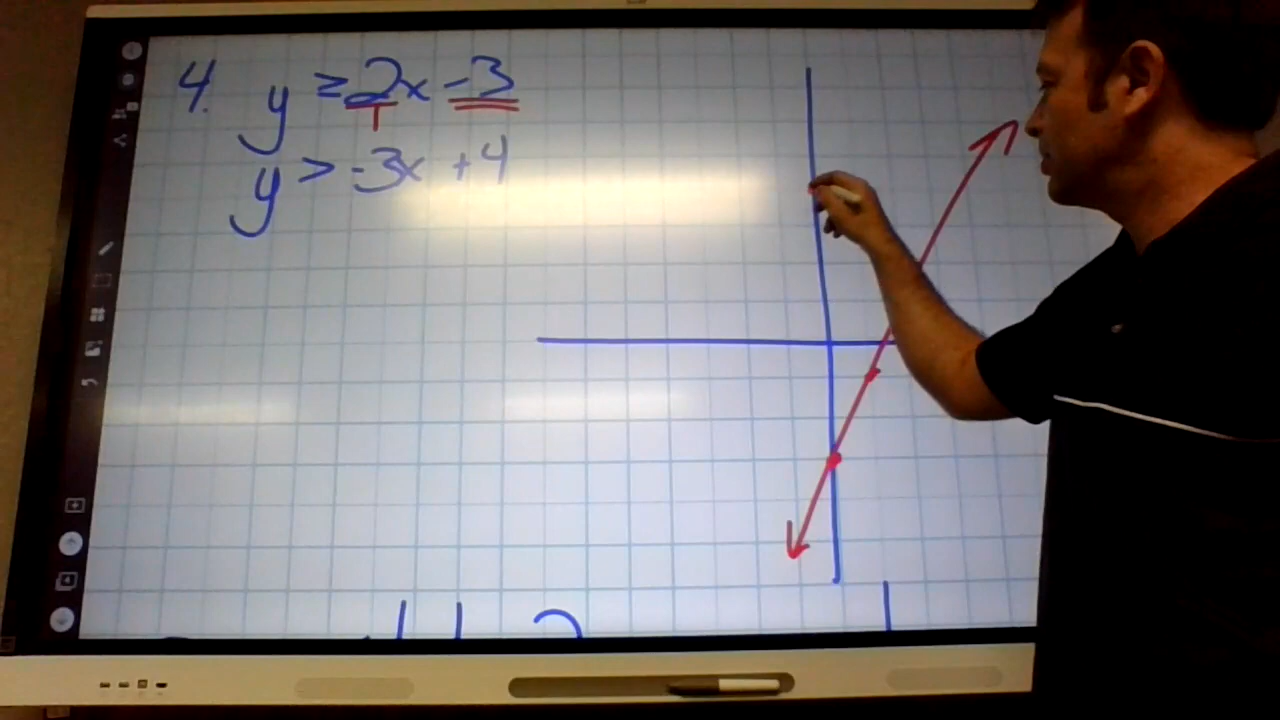 4. y ≥ 2x - 3
y > -3x + 4